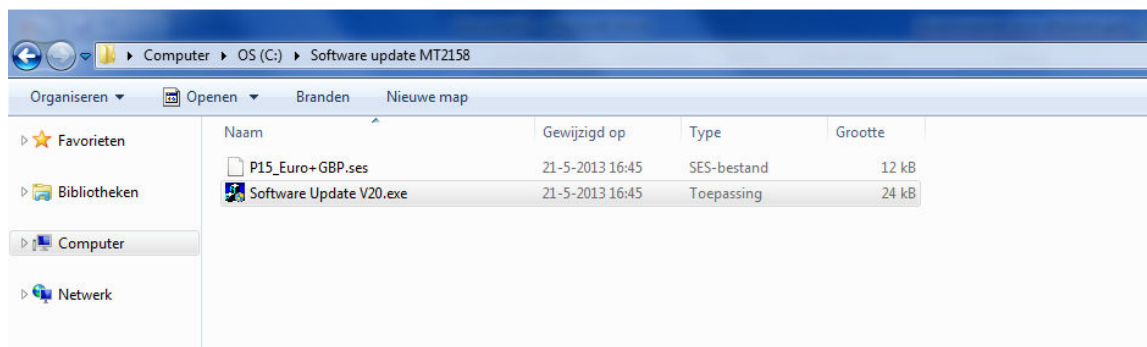 Computer OS (C:) Software update MT2158
Organiseren Openen Branden Nieuwe map
Favorieten
Bibliotheken
Computer
Netwerk
Naam Gewijzigd op Type Grootte
P15_Euro+GBP.ses 21-5-2013 16:45 SES-bestand 12 kB
Software Update V20.exe 21-5-2013 16:45 Toepassing 24 kB